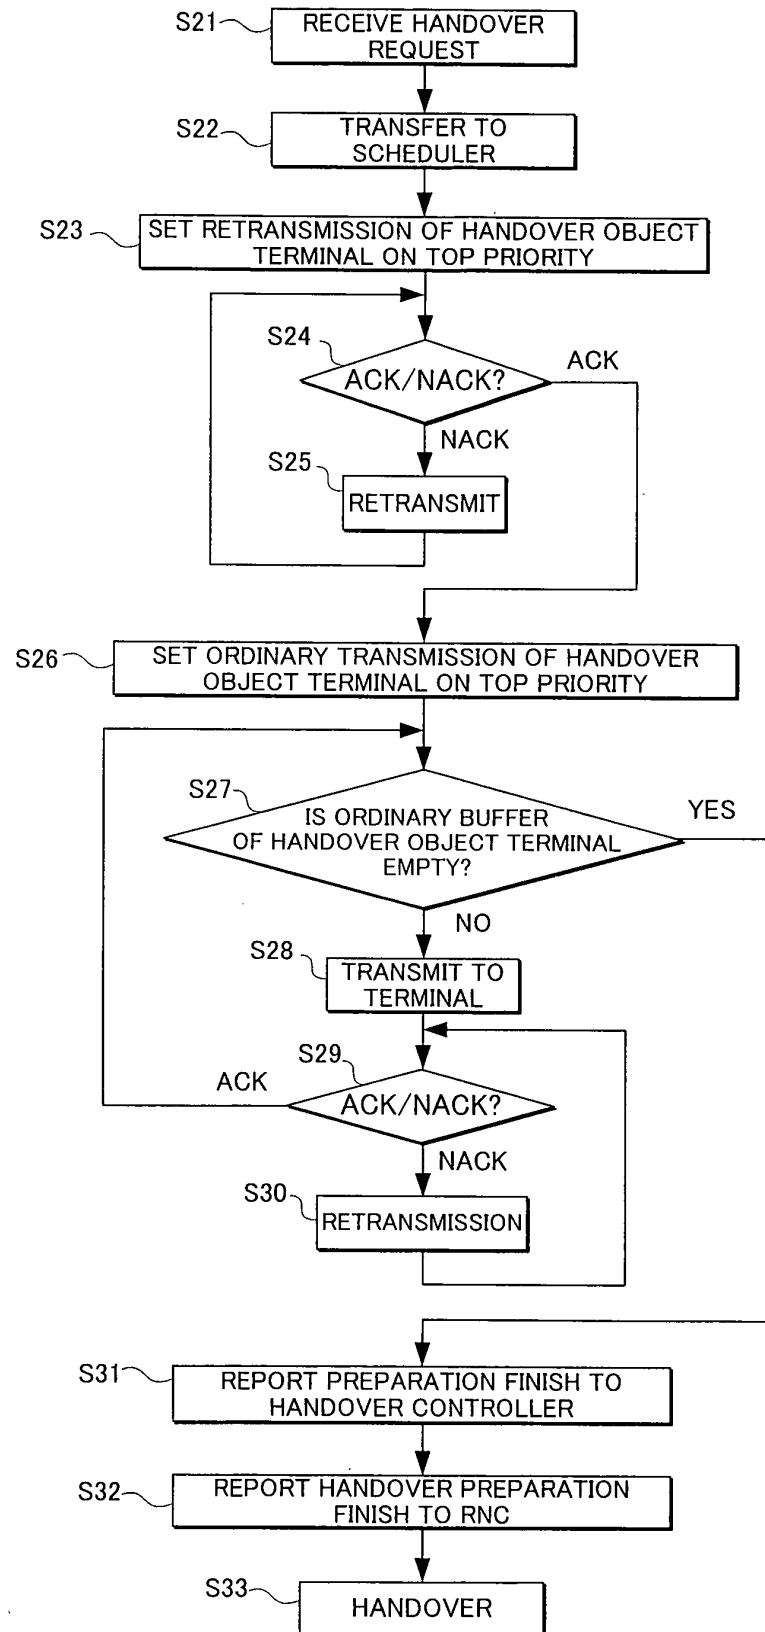 S21
RECEIVE HANDOVER
REQUEST
S22
TRANSFER TO
SCHEDULER
S23
SET RETRANSMISSION OF HANDOVER OBJECT
TERMINAL ON TOP PRIORITY
S24
ACK/NACK?
ACK
NACK
S25
RETRANSMIT
S26
SET ORDINARY TRANSMISSION OF HANDOVER
OBJECT TERMINAL ON TOP PRIORITY
S27
IS ORDINARY BUFFER
OF HANDOVER OBJECT TERMINAL
EMPTY?
YES
NO
S28
TRANSMIT TO
TERMINAL
S29
ACK/NACK?
ACK
NACK
S30
RETRANSMISSION
S31
REPORT PREPARATION FINISH TO
HANDOVER CONTROLLER
S32
REPORT HANDOVER PREPARATION
FINISH TO RNC
S33
HANDOVER